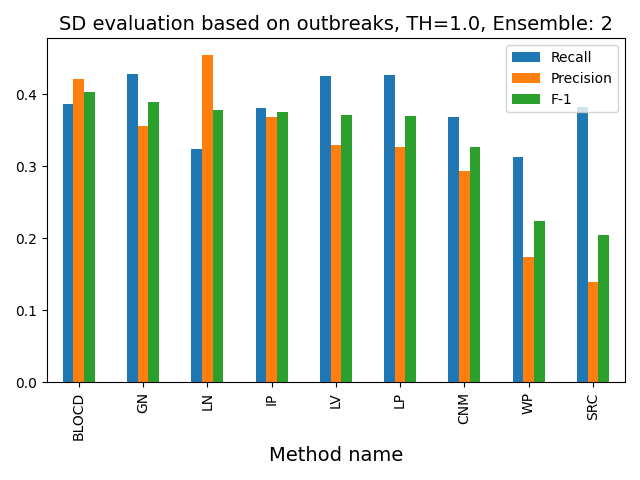 SD evaluation based on outbreaks, TH=1.0, Ensemble: 2
Recall
Precision
F-1
0.4
0.3
0.2
0.1
0.0
BLOCD
GN
LN
IP
LV
LP
CNM
WP
SRC
Method name